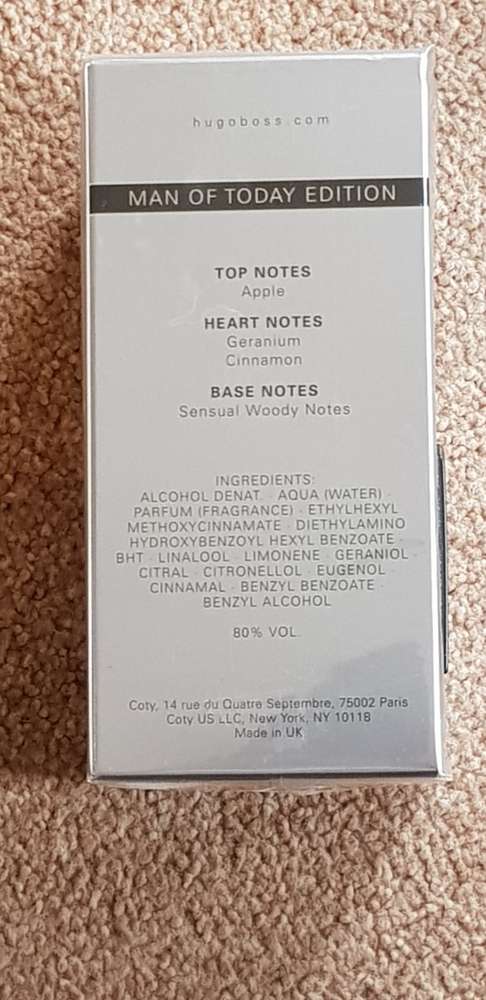 hugoboss.com
MAN OF TODAY EDITION
TOP NOTES
Apple
HEART NOTES
Geranium
Cinnamon
BASE NOTES
Sensual Woody Notes
INGREDIENTS:
ALCOHOL DENAT. · AQUA (WATER) ·
PARFUM (FRAGRANCE) · ETHYLHEXYL
METHOXYCINNAMATE · DIETHYLAMINO
HYDROXYBENZOYL HEXYL BENZOATE ·
BHT · LINALOOL · LIMONENE · GERANIOL ·
CITRAL · CITRONELLOL · EUGENOL ·
CINNAMAL · BENZYL BENZOATE ·
BENZYL ALCOHOL
80% VOL.
Coty, 14 rue du Quatre Septembre, 75002 Paris
Coty US LLC, New York, NY 10118
Made in UK